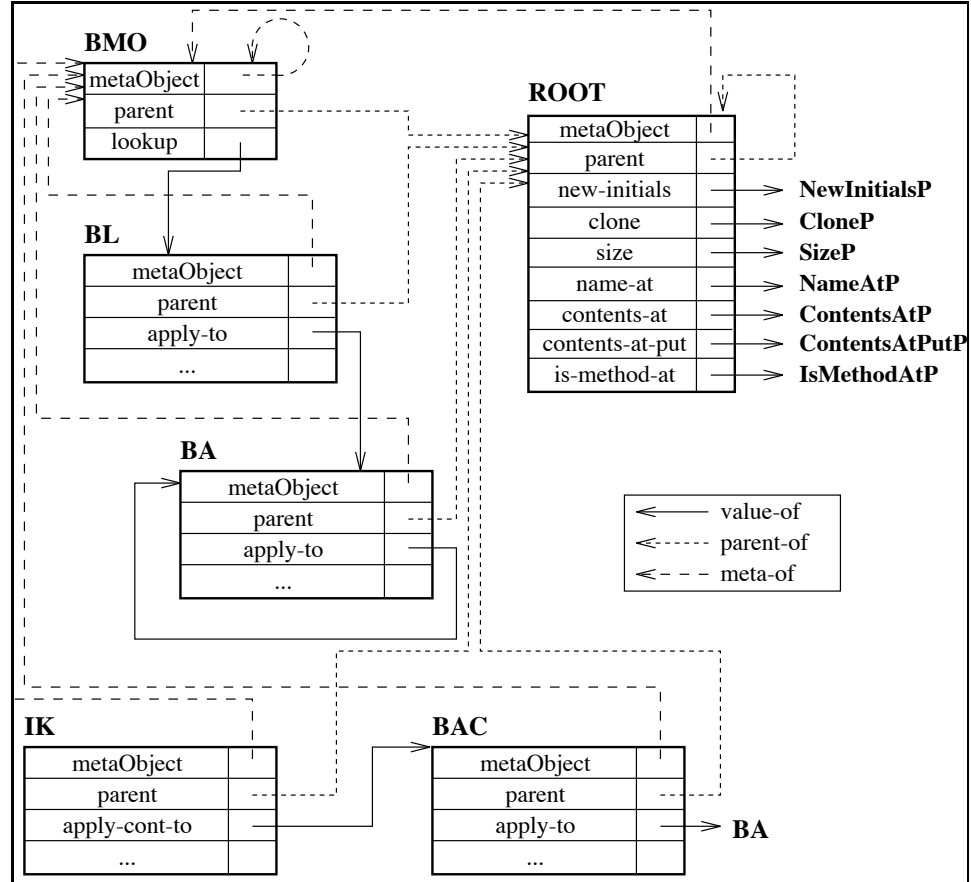 BMO
metaObject
parent
lookup
ROOT
metaObject
parent
new-initials
clone
size
name-at
contents-at
contents-at-put
is-method-at
NewInitialsP
CloneP
SizeP
NameAtP
ContentsAtP
ContentsAtPutP
IsMethodAtP
BL
metaObject
parent
apply-to
...
BA
metaObject
parent
apply-to
...
value-of
parent-of
meta-of
IK
metaObject
parent
apply-cont-to
...
BAC
metaObject
parent
apply-to
...
BA